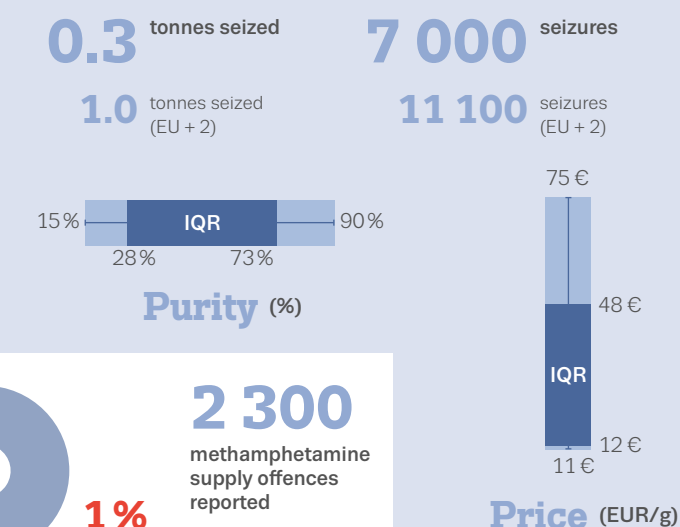 0.3 tonnes seized
1.0 tonnes seized
(EU + 2)
7 000 seizures
11 100 seizures
(EU + 2)
15 % IQR 90 %
28 % 73 %
Purity (%)
75 €
48 €
IQR
12 €
11 €
Price (EUR/g)
2 300
methamphetamine
supply offences
reported
1 %